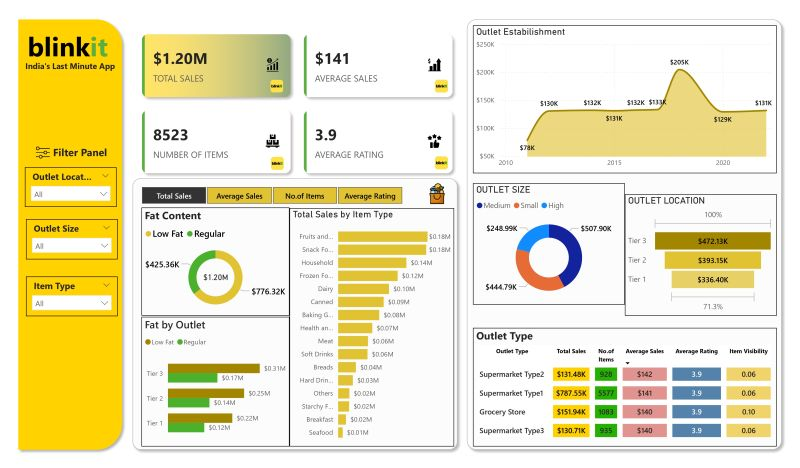 blinkit
India's Last Minute App
Filter Panel
Outlet Locat...
All
Outlet Size
All
Item Type
All
$1.20M
TOTAL SALES
blinkit
$141
AVERAGE SALES
blinkit
8523
NUMBER OF ITEMS
blinkit
3.9
AVERAGE RATING
blinkit
Total Sales
Average Sales
No.of Items
Average Rating
Fat Content
Low Fat Regular
$425.36K
$1.20M
$776.32K
Fat by Outlet
Low Fat Regular
Tier 3
$0.31M
$0.17M
Tier 2
$0.25M
$0.14M
Tier 1
$0.22M
$0.12M
Total Sales by Item Type
Fruits and... $0.18M
Snack Fo... $0.18M
Household $0.14M
Frozen Fo... $0.12M
Dairy $0.10M
Canned $0.09M
Baking G... $0.08M
Health an... $0.07M
Meat $0.06M
Soft Drinks $0.06M
Breads $0.04M
Hard Drin... $0.03M
Others $0.02M
Starchy F... $0.02M
Breakfast $0.02M
Seafood $0.01M
Outlet Estabilishment
$250K
$200K
$150K
$100K
$50K
$78K
$130K
$132K
$131K
$132K
$133K
$205K
$129K
$131K
2010 2015 2020
OUTLET SIZE
Medium Small High
$248.99K
$507.90K
$444.79K
OUTLET LOCATION
100%
Tier 3 $472.13K
Tier 2 $393.15K
Tier 1 $336.40K
71.3%
Outlet Type
Outlet Type Total Sales No.of Items Average Sales Average Rating Item Visibility
Supermarket Type2 $131.48K 928 $142 3.9 0.06
Supermarket Type1 $787.55K 5577 $141 3.9 0.06
Grocery Store $151.94K 1083 $140 3.9 0.10
Supermarket Type3 $130.71K 935 $140 3.9 0.06